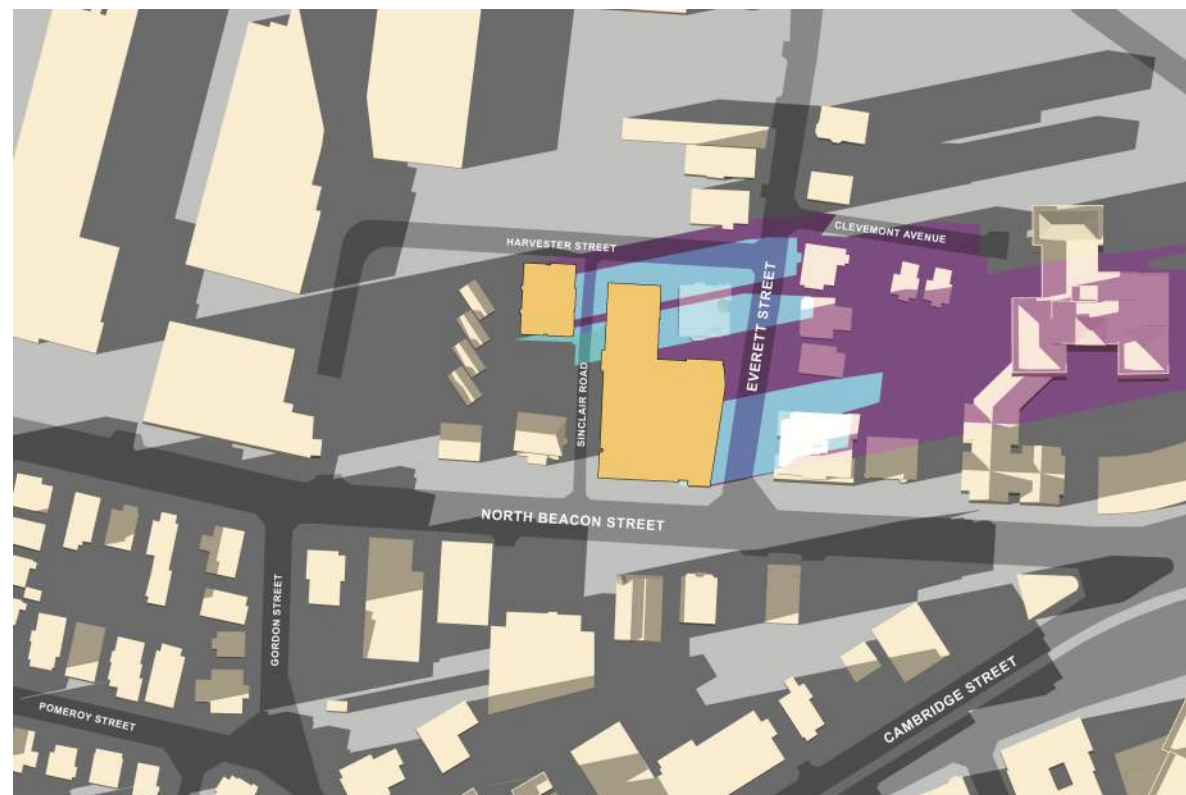 CLEVEMONT AVENUE
HARVESTER STREET
EVERETT STREET
SINCLAIR ROAD
NORTH BEACON STREET
GORDON STREET
CAMBRIDGE STREET
POMEROY STREET